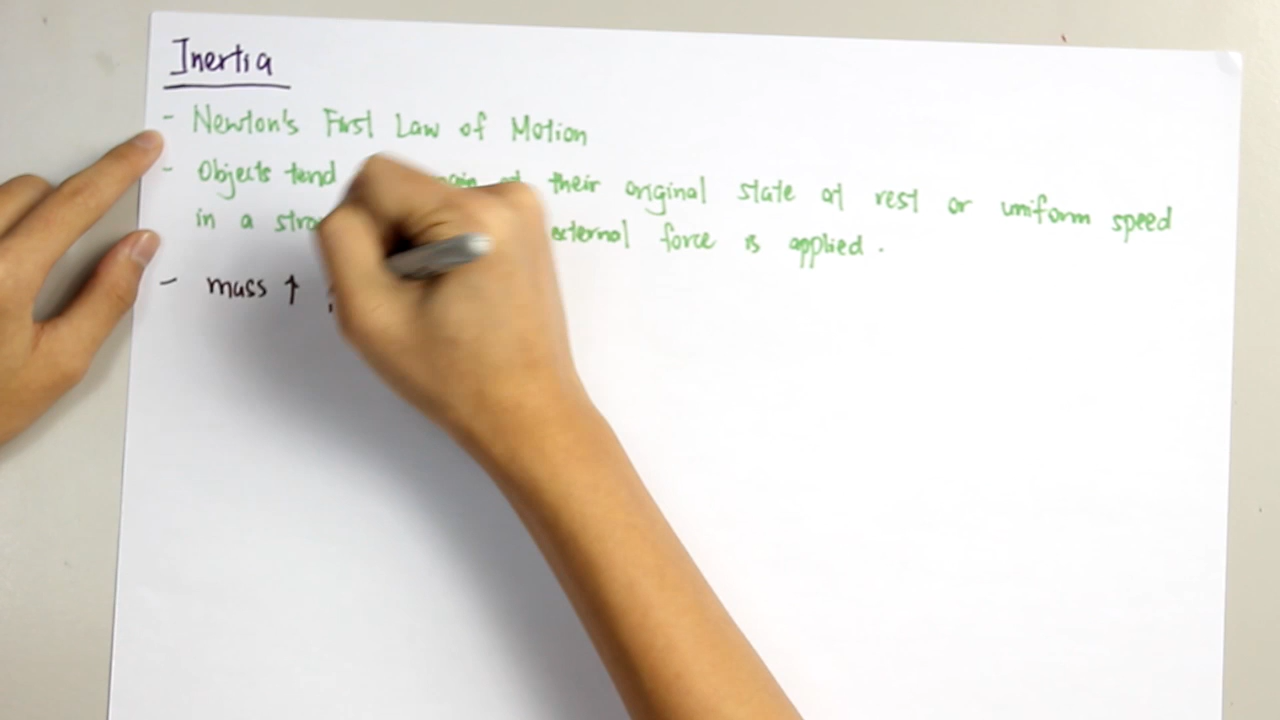 Inertia
- Newton's First Law of Motion
- Objects tend their original state of rest or uniform speed
in a external force is applied.
- mass ↑